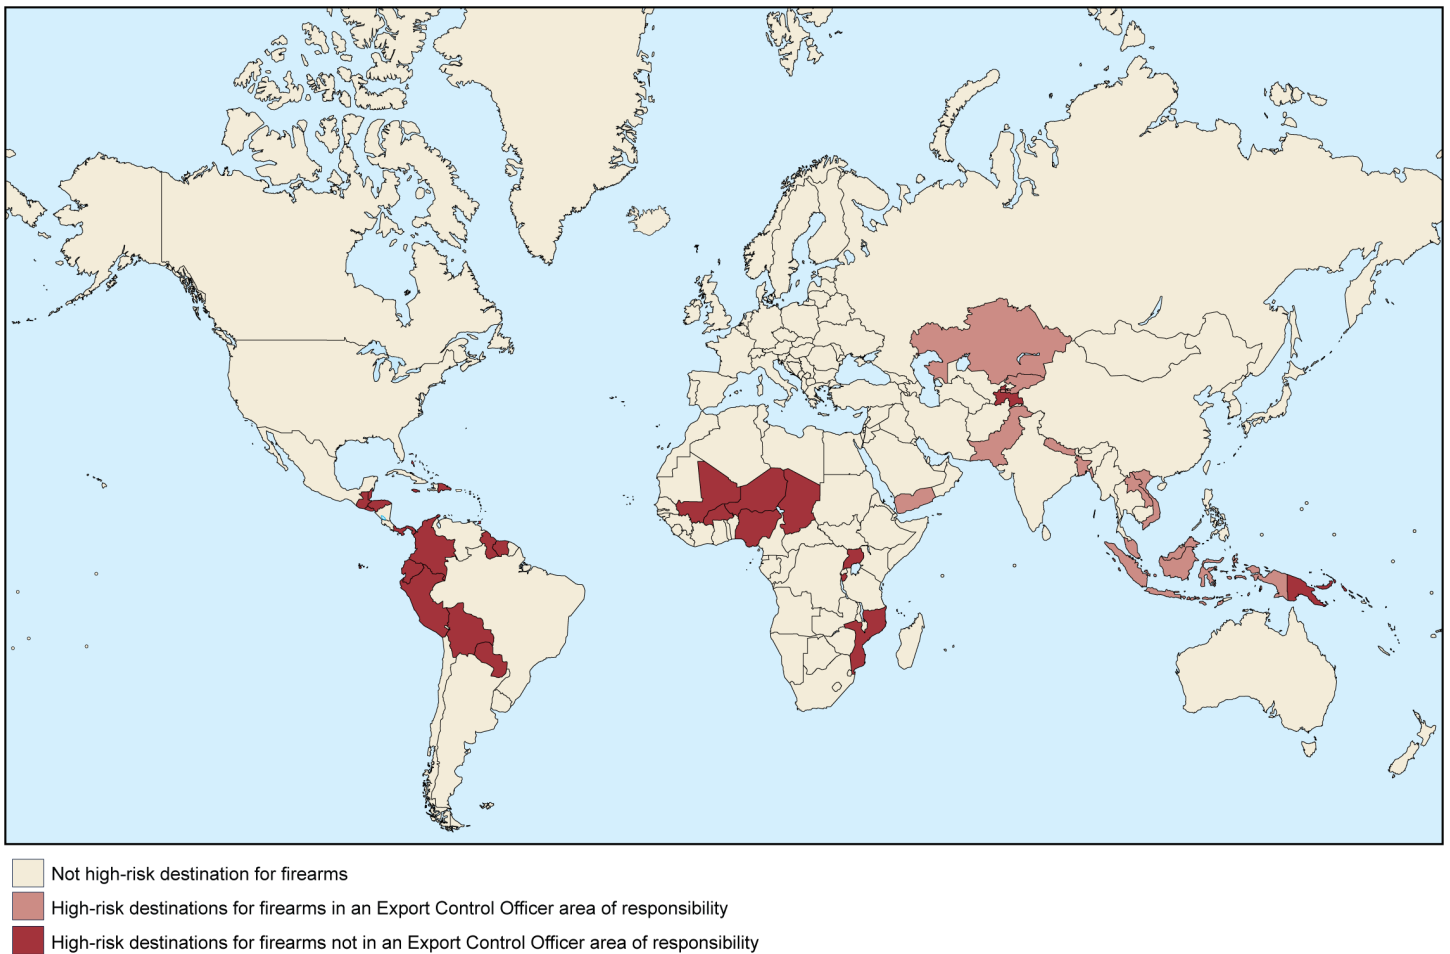 Not high-risk destination for firearms
High-risk destinations for firearms in an Export Control Officer area of responsibility
High-risk destinations for firearms not in an Export Control Officer area of responsibility